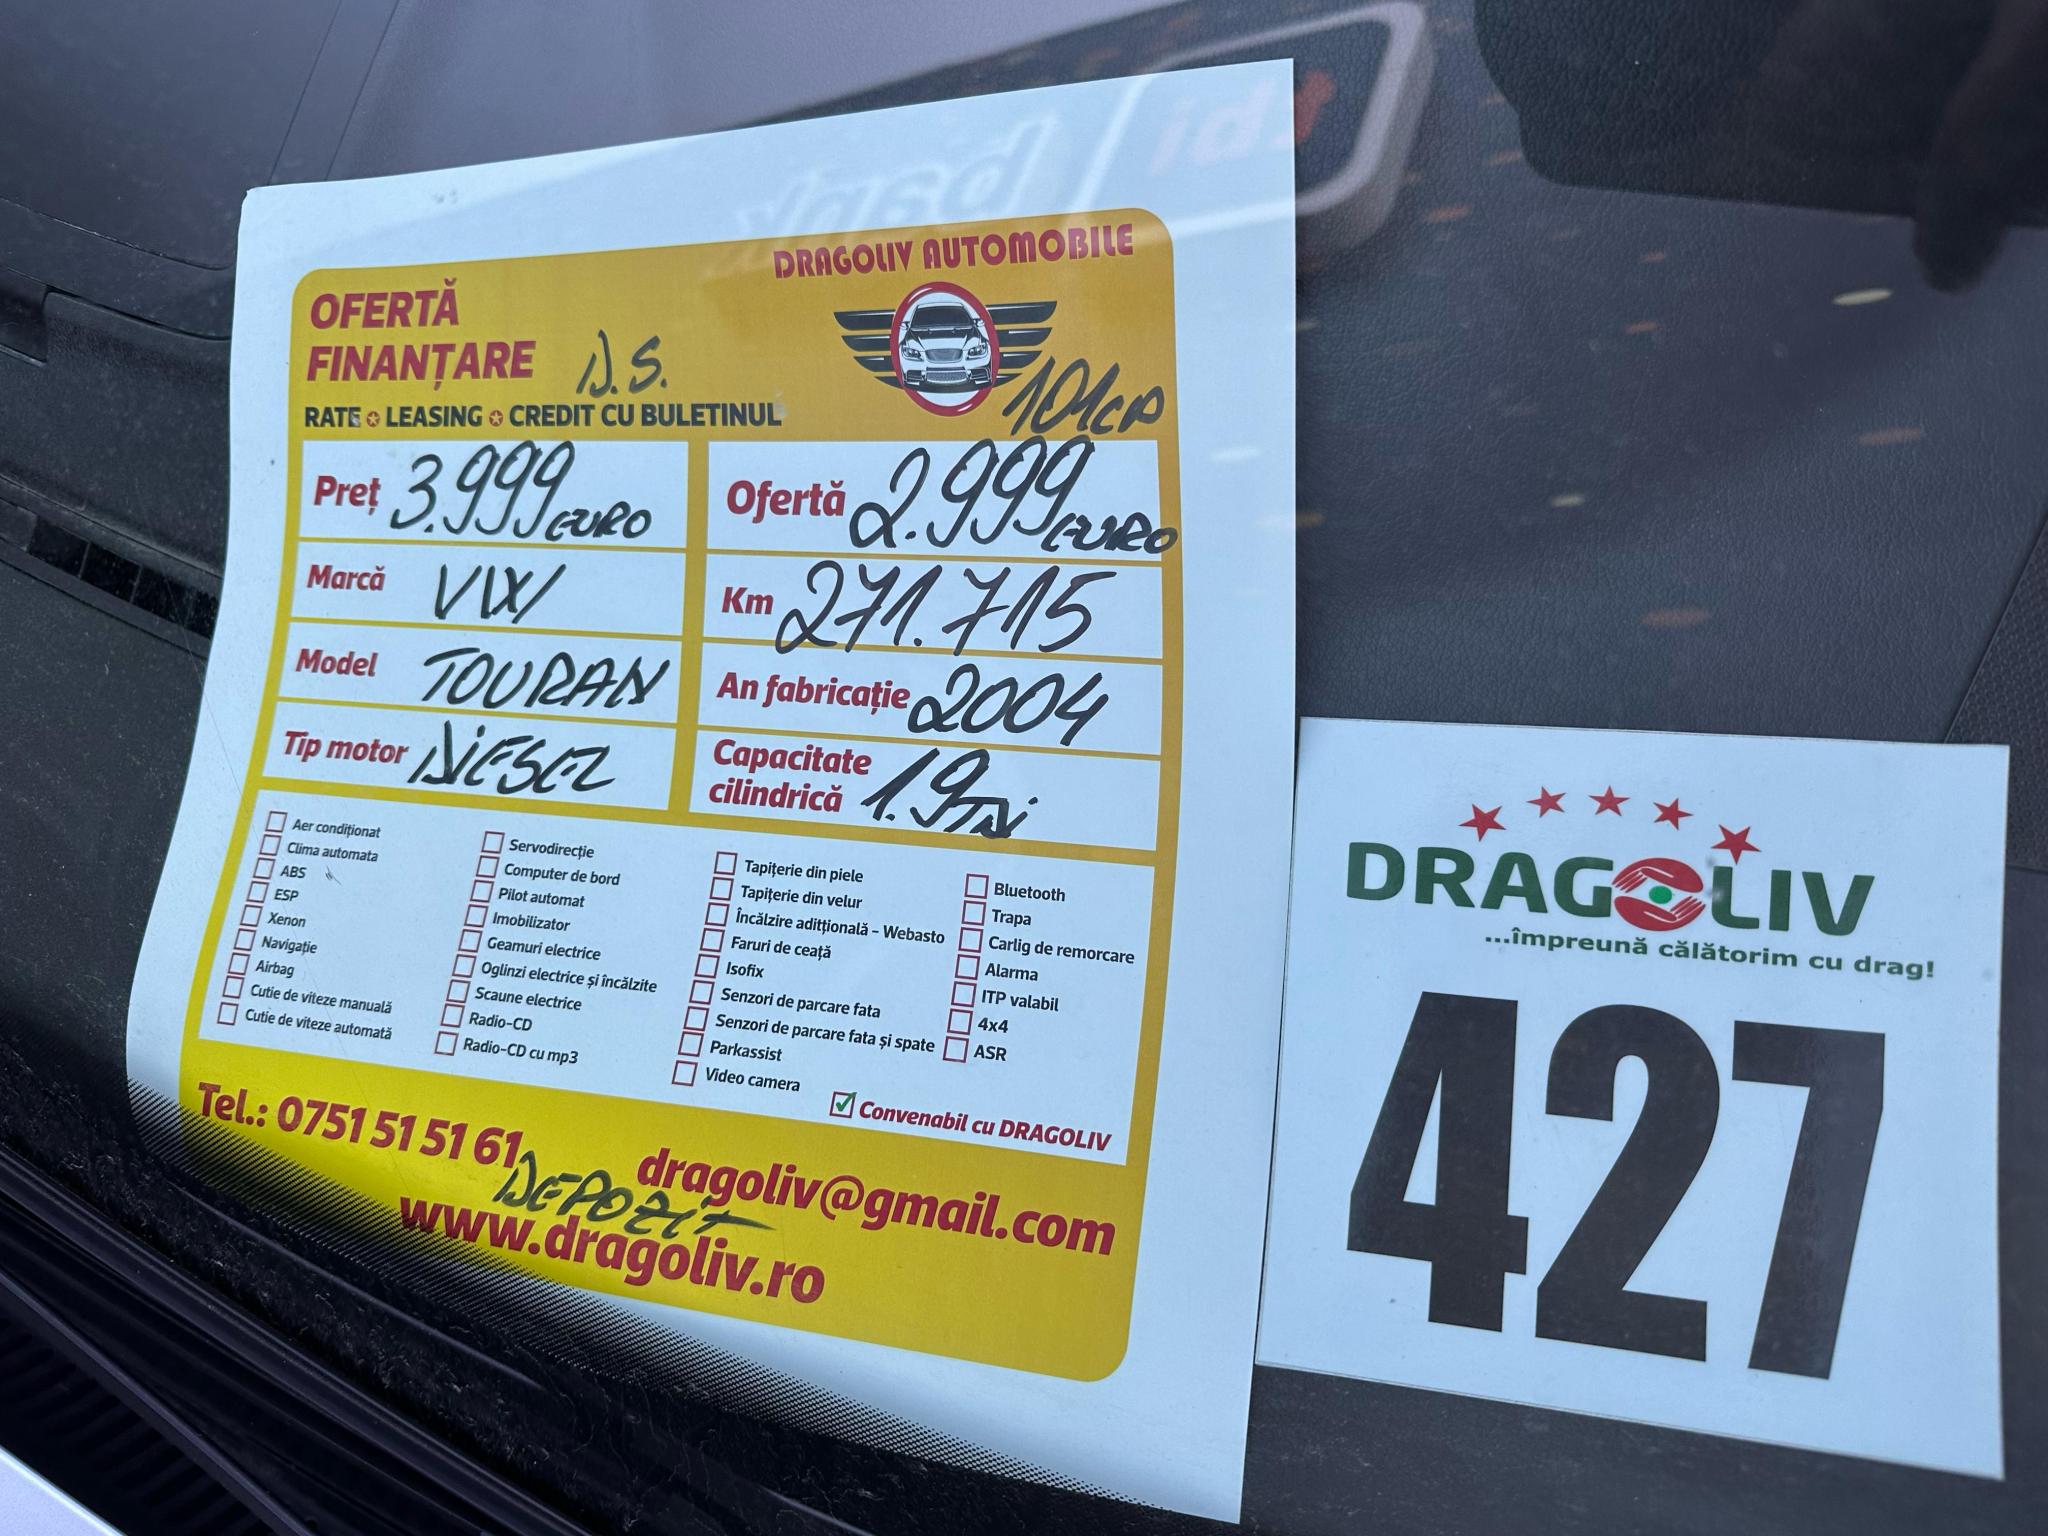 DRAGOLIV AUTOMOBILE
OFERTĂ
FINANȚARE
D.S.
101CP
RATE LEASING CREDIT CU BULETINUL
Preț 3.999 EURO
Ofertă 2.999 EURO
Marcă VW
Km 271.715
Model TOURAN
An fabricație 2004
Tip motor DIESEL
Capacitate
cilindrică 1.9TDi
Aer condiționat
Clima automata
ABS
ESP
Xenon
Navigație
Airbag
Cutie de viteze manuală
Cutie de viteze automată
Servodirecție
Computer de bord
Pilot automat
Imobilizator
Geamuri electrice
Oglinzi electrice și încălzite
Scaune electrice
Radio-CD
Radio-CD cu mp3
Tapițerie din piele
Tapițerie din velur
Încălzire adițțională - Webasto
Faruri de ceață
Isofix
Senzori de parcare fata
Senzori de parcare fata și spate
Parkassist
Video camera
Bluetooth
Trapa
Carlig de remorcare
Alarma
ITP valabil
4x4
ASR
Convenabil cu DRAGOLIV
Tel.: 0751 51 51 61
DEPOZIT
dragoliv@gmail.com
www.dragoliv.ro
DRAGOLIV
...împreună călătorim cu drag!
427